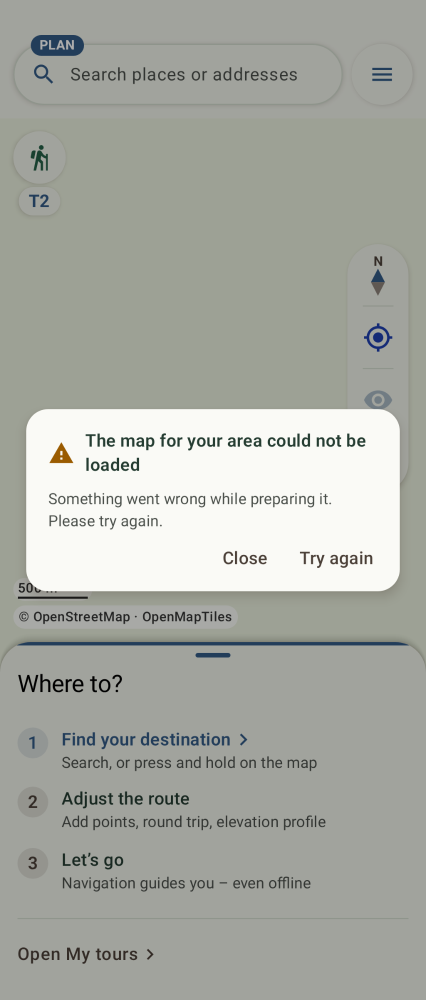 PLAN
Search places or addresses
T2
N
The map for your area could not be
loaded
Something went wrong while preparing it.
Please try again.
Close
Try again
500 m
© OpenStreetMap · OpenMapTiles
Where to?
1
Find your destination
Search, or press and hold on the map
2
Adjust the route
Add points, round trip, elevation profile
3
Let’s go
Navigation guides you – even offline
Open My tours